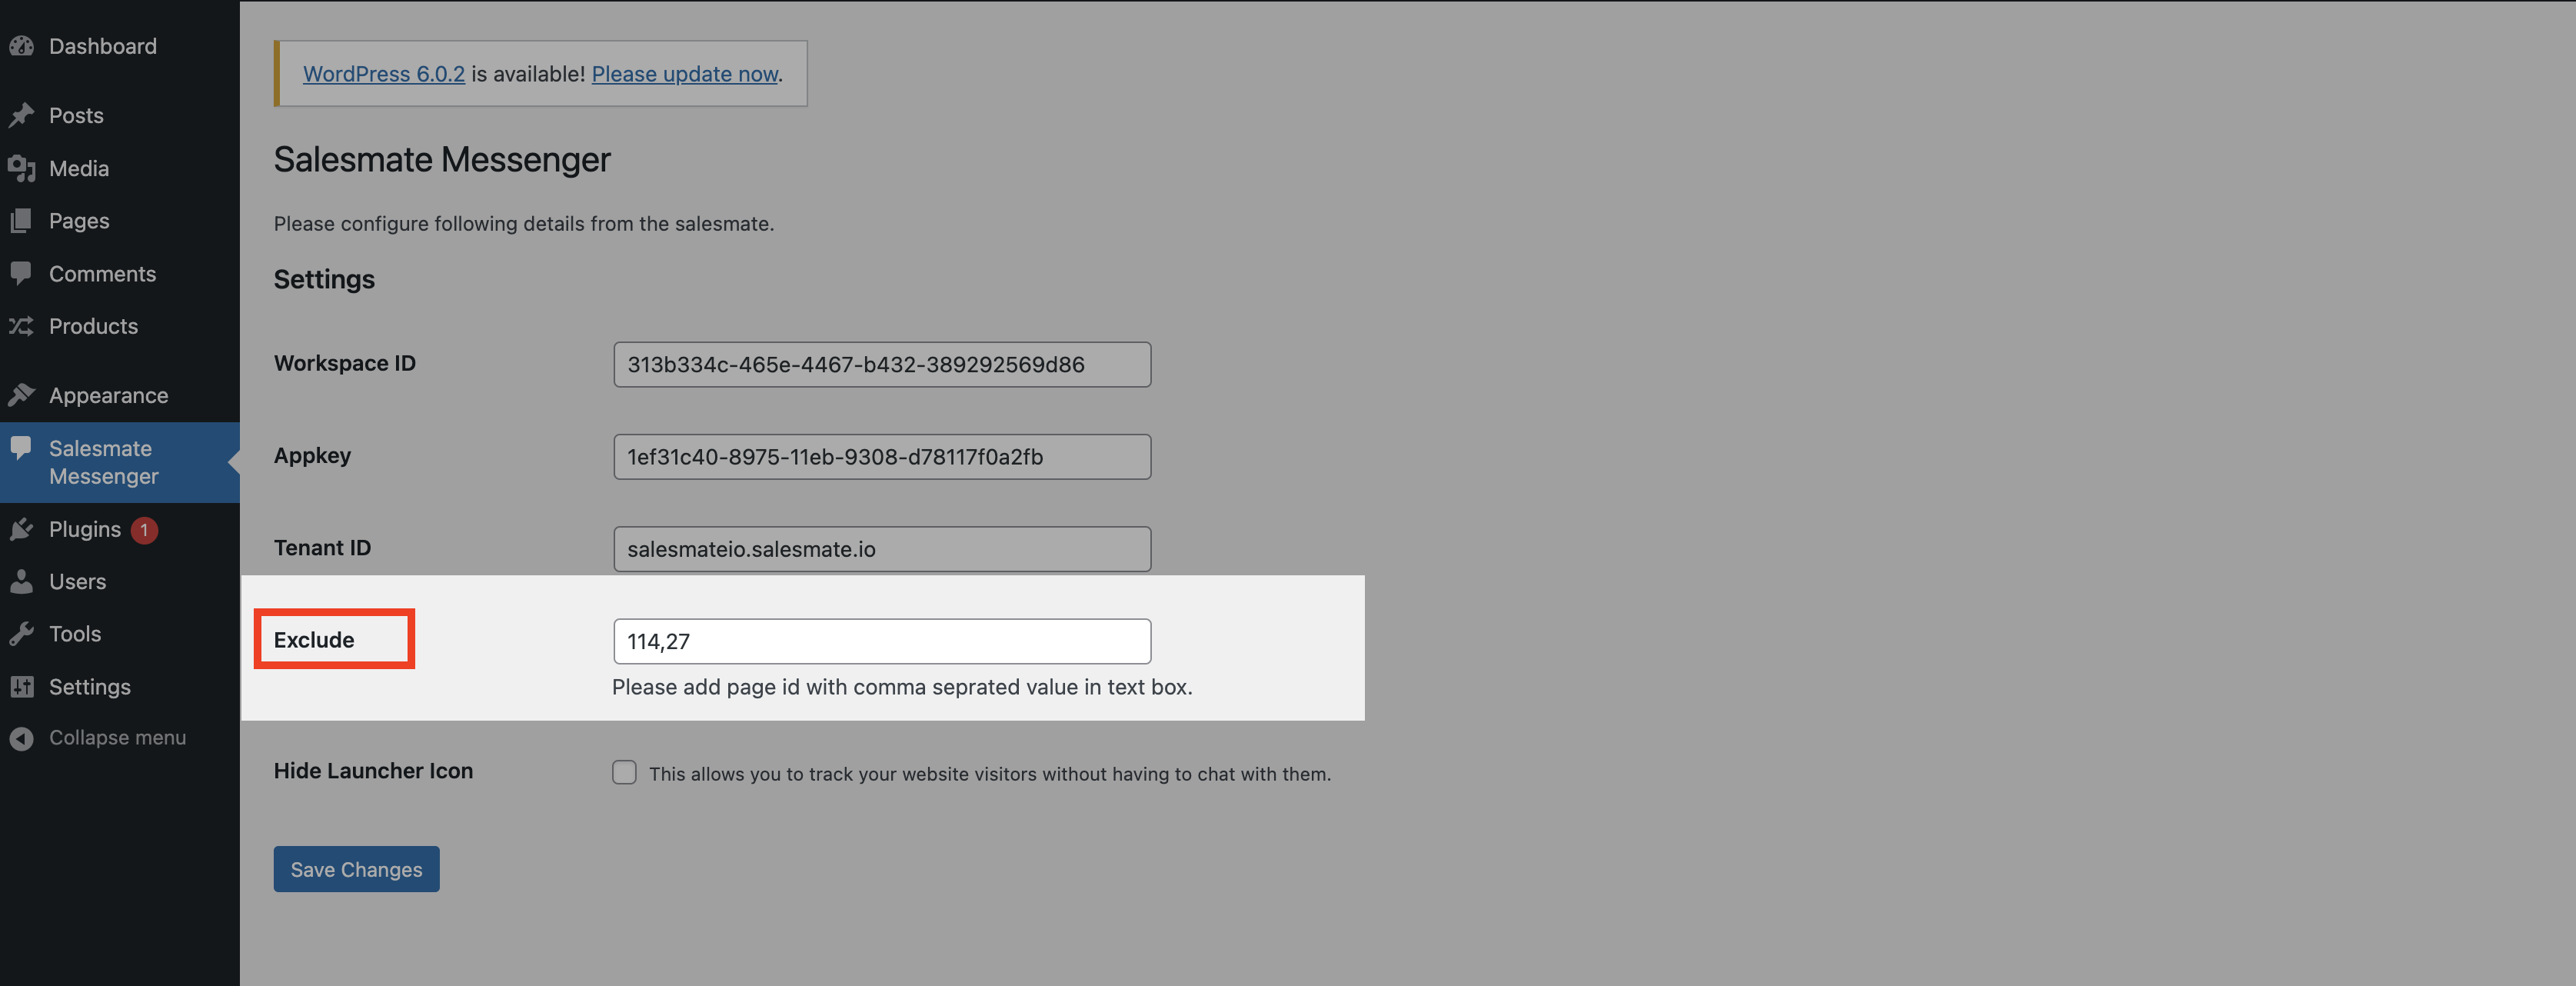 Dashboard
Posts
Media
Pages
Comments
Products
Appearance
Salesmate
Messenger
Plugins 1
Users
Tools
Settings
Collapse menu
WordPress 6.0.2 is available! Please update now.
Salesmate Messenger
Please configure following details from the salesmate.
Settings
Workspace ID 313b334c-465e-4467-b432-389292569d86
Appkey 1ef31c40-8975-11eb-9308-d78117f0a2fb
Tenant ID salesmateio.salesmate.io
Exclude 114,27
Please add page id with comma seprated value in text box.
Hide Launcher Icon This allows you to track your website visitors without having to chat with them.
Save Changes